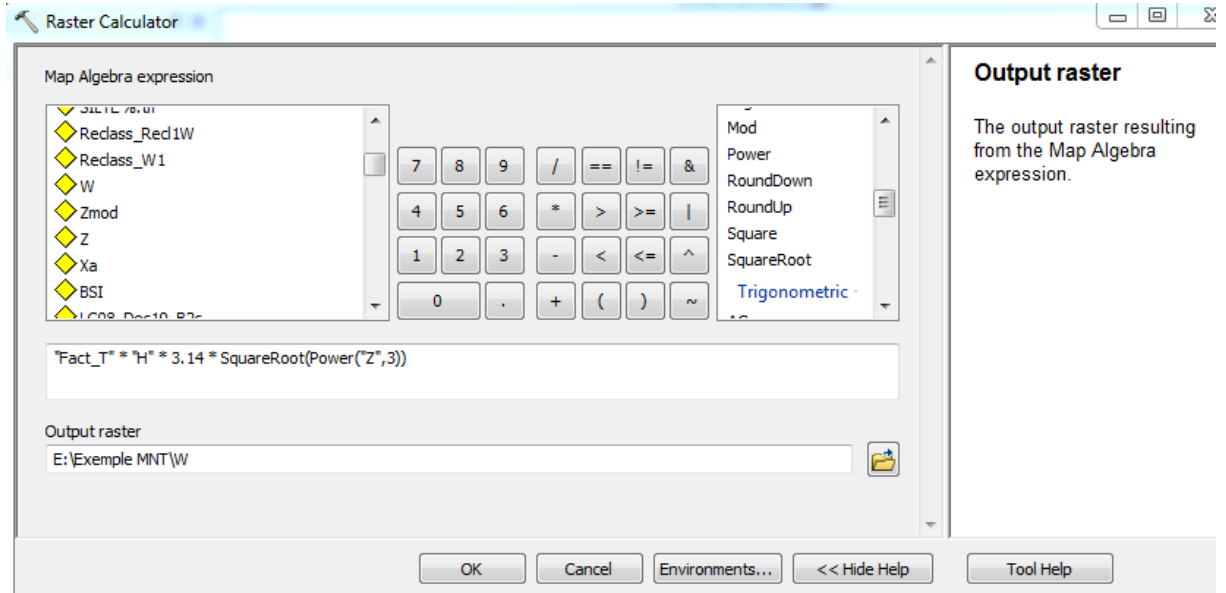 Raster Calculator
Map Algebra expression
Reclass_Recl1W
Reclass_W1
W
Zmod
Z
Xa
BSI
7 8 9 / == != &
4 5 6 * > >= |
1 2 3 - < <= ^
0 . + ( ) ~
Mod
Power
RoundDown
RoundUp
Square
SquareRoot
Trigonometric
"Fact_T" * "H" * 3.14 * SquareRoot(Power("Z",3))
Output raster
E:\Exemple MNT\W
OK Cancel Environments... << Hide Help Tool Help
Output raster
The output raster resulting
from the Map Algebra
expression.